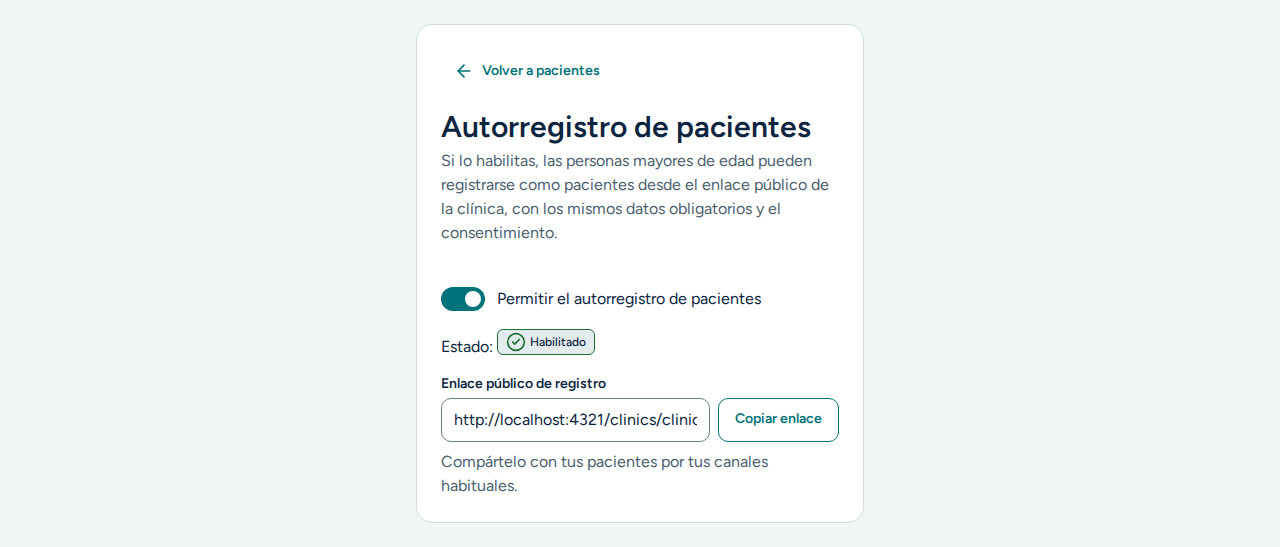 Volver a pacientes
Autorregistro de pacientes
Si lo habilitas, las personas mayores de edad pueden
registrarse como pacientes desde el enlace público de
la clínica, con los mismos datos obligatorios y el
consentimiento.
Permitir el autorregistro de pacientes
Estado: Habilitado
Enlace público de registro
http://localhost:4321/clinics/clinic
Copiar enlace
Compártelo con tus pacientes por tus canales
habituales.